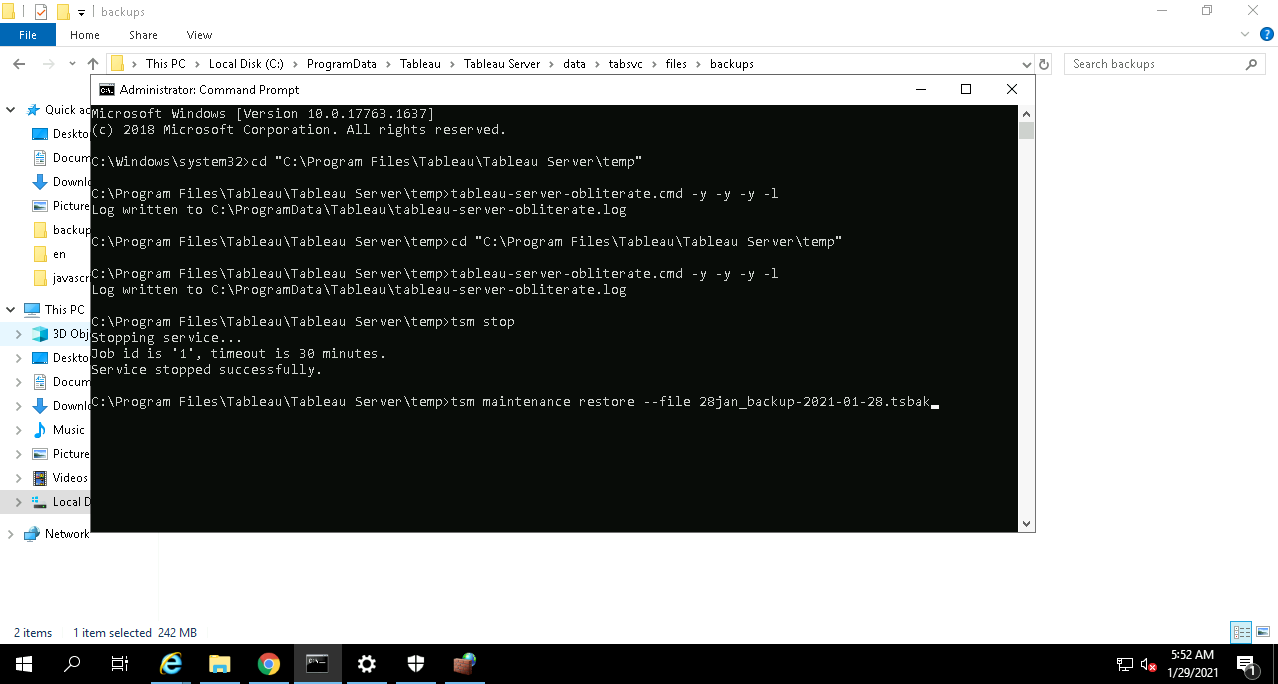 backups
File
Home
Share
View
This PC
Local Disk (C:)
ProgramData
Tableau
Tableau Server
data
tabsvc
files
backups
Search backups
Administrator: Command Prompt
Microsoft Windows [Version 10.0.17763.1637]
(c) 2018 Microsoft Corporation. All rights reserved.
C:\Windows\system32>cd "C:\Program Files\Tableau\Tableau Server\temp"
C:\Program Files\Tableau\Tableau Server\temp>tableau-server-obliterate.cmd -y -y -y -l
Log written to C:\ProgramData\Tableau\tableau-server-obliterate.log
C:\Program Files\Tableau\Tableau Server\temp>cd "C:\Program Files\Tableau\Tableau Server\temp"
C:\Program Files\Tableau\Tableau Server\temp>tableau-server-obliterate.cmd -y -y -y -l
Log written to C:\ProgramData\Tableau\tableau-server-obliterate.log
C:\Program Files\Tableau\Tableau Server\temp>tsm stop
Stopping service...
Job id is '1', timeout is 30 minutes.
Service stopped successfully.
C:\Program Files\Tableau\Tableau Server\temp>tsm maintenance restore --file 28jan_backup-2021-01-28.tsbak
Quick ac
Deskto
Docum
Downlo
Picture
backup
en
javascr
This PC
3D Obj
Deskto
Docum
Downlo
Music
Picture
Videos
Local D
Network
2 items
1 item selected 242 MB
5:52 AM
1/29/2021
1